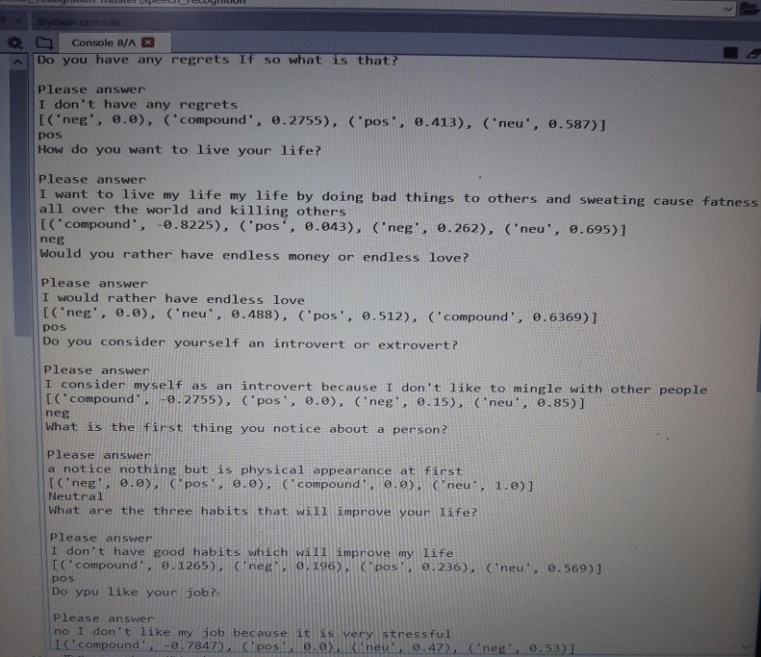 IPython console
Console 8/A
Do you have any regrets If so what is that?
Please answer
I don't have any regrets
[('neg', 0.0), ('compound', 0.2755), ('pos', 0.413), ('neu', 0.587)]
pos
How do you want to live your life?
Please answer
I want to live my life my life by doing bad things to others and sweating cause fatness
all over the world and killing others
[('compound', -0.8225), ('pos', 0.043), ('neg', 0.262), ('neu', 0.695)]
neg
Would you rather have endless money or endless love?
Please answer
I would rather have endless love
[('neg', 0.0), ('neu', 0.488), ('pos', 0.512), ('compound', 0.6369)]
pos
Do you consider yourself an introvert or extrovert?
Please answer
I consider myself as an introvert because I don't like to mingle with other people
[('compound', -0.2755), ('pos', 0.0), ('neg', 0.15), ('neu', 0.85)]
neg
What is the first thing you notice about a person?
Please answer
a notice nothing but is physical appearance at first
[('neg', 0.0), ('pos', 0.0), ('compound', 0.0), ('neu', 1.0)]
Neutral
What are the three habits that will improve your life?
Please answer
I don't have good habits which will improve my life
[('compound', 0.1265), ('neg', 0.196), ('pos', 0.236), ('neu', 0.569)]
pos
Do ypu like your job?
Please answer
no I don't like my job because it is very stressful
[('compound', -0.7847), ('pos', 0.0), ('neu', 0.47), ('neg', 0.53)]